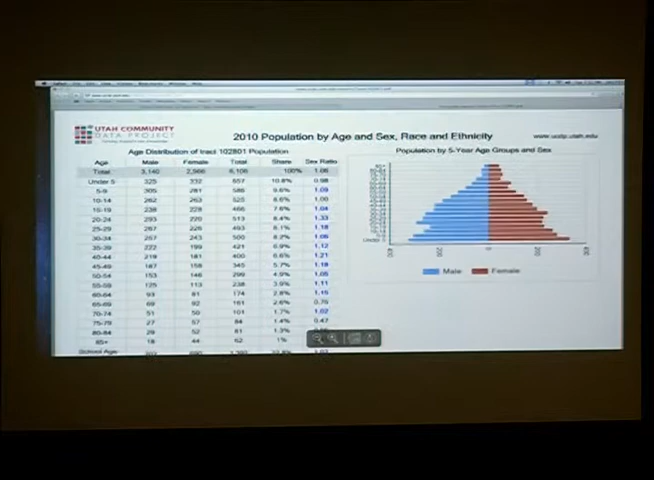 UTAH COMMUNITY
DATA PROJECT
2010 Population by Age and Sex, Race and Ethnicity
www.ucdp.utah.edu
Age Distribution of tract 102801 Population
Population by 5-Year Age Groups and Sex
Age Male Female Total Share Sex Ratio
Total 3,140 2,966 6,106 100% 1.06
Under 5 325 332 657 10.8% 0.98
5-9 305 281 586 9.6% 1.09
10-14 262 263 525 8.6% 1.00
15-19 238 228 466 7.6% 1.04
20-24 293 220 513 8.4% 1.33
25-29 267 226 493 8.1% 1.18
30-34 257 243 500 8.2% 1.06
35-39 222 199 421 6.9% 1.12
40-44 219 181 400 6.6% 1.21
45-49 187 158 345 5.7% 1.18
50-54 153 146 299 4.9% 1.05
55-59 125 113 238 3.9% 1.11
60-64 93 81 174 2.8% 1.15
65-69 69 92 161 2.6% 0.75
70-74 51 50 101 1.7% 1.02
75-79 27 57 84 1.4% 0.47
80-84 29 52 81 1.3%
85+ 18 44 62 1%
School Age
Under 5
400 200 0 200 400
Male Female